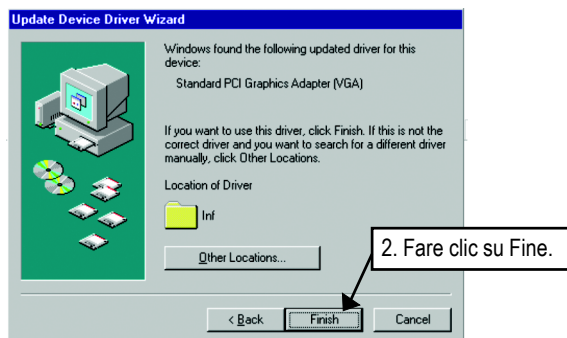 Update Device Driver Wizard
Windows found the following updated driver for this
device:
Standard PCI Graphics Adapter (VGA)
If you want to use this driver, click Finish. If this is not the
correct driver and you want to search for a different driver
manually, click Other Locations.
Location of Driver
Inf
Other Locations...
2. Fare clic su Fine.
< Back
Finish
Cancel